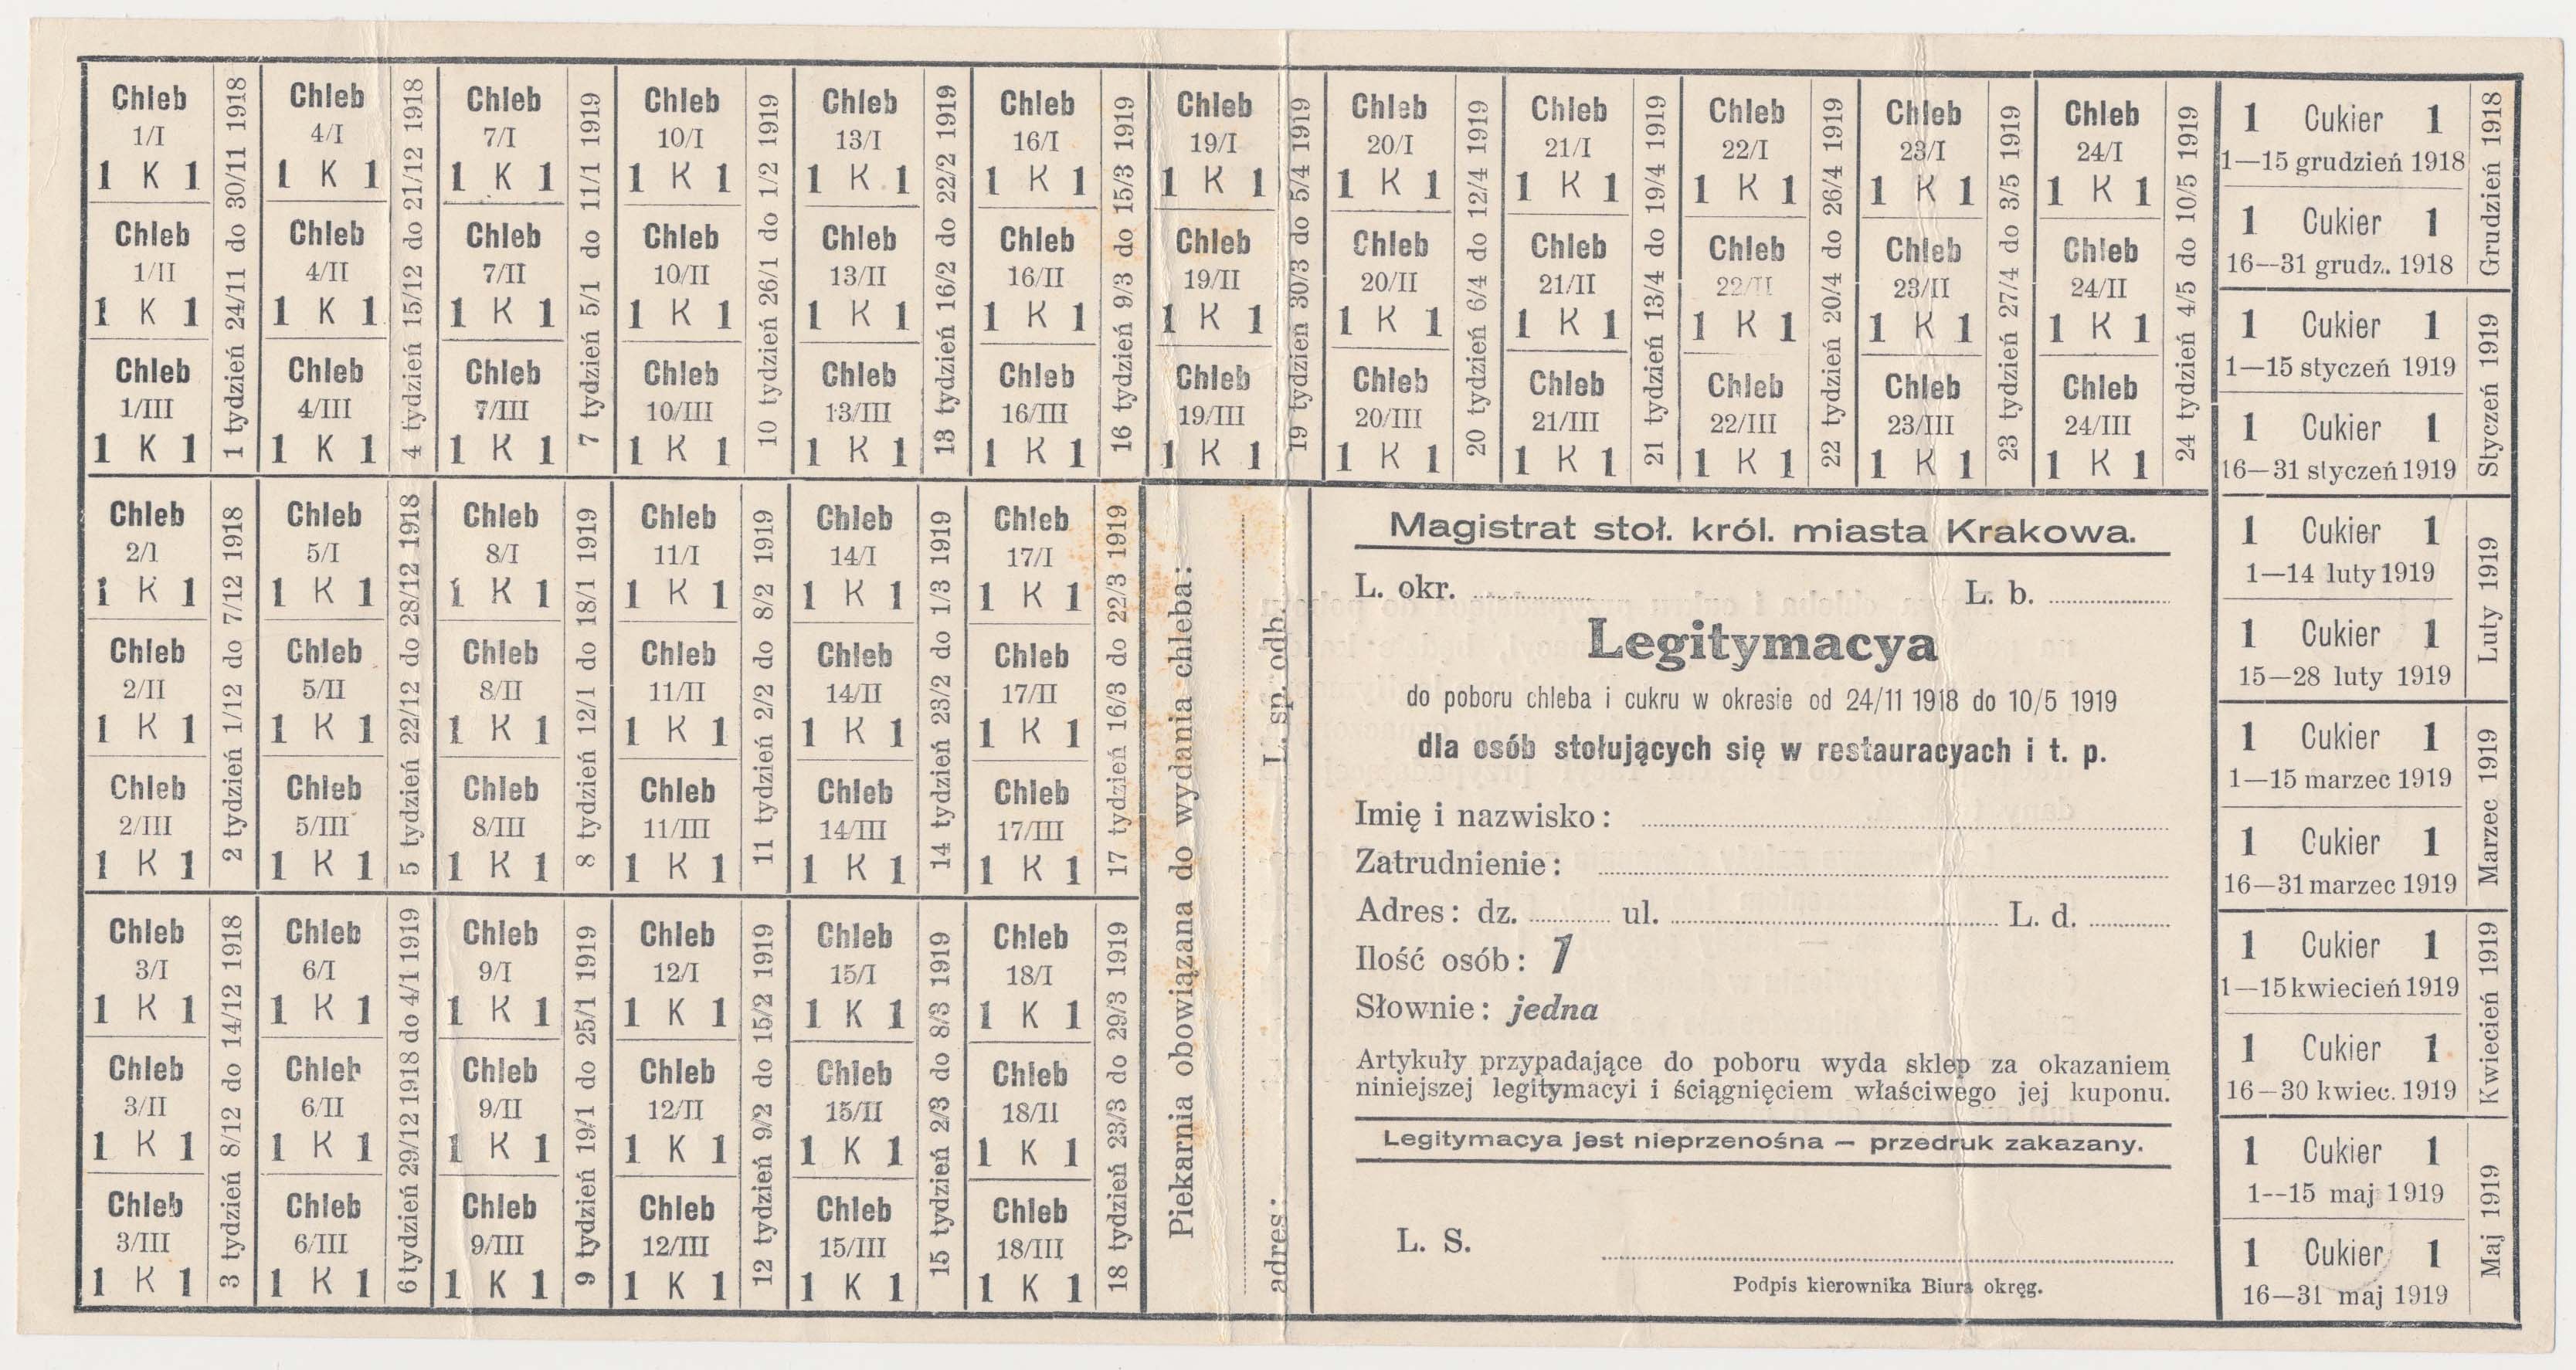 Chleb
1/I
1 K 1
Chleb
1/II
1 K 1
Chleb
1/III
1 K 1
1 tydzień 24/11 do 30/11 1918
Chleb
4/I
1 K 1
Chleb
4/II
1 K 1
Chleb
4/III
1 K 1
4 tydzień 15/12 do 21/12 1918
Chleb
7/I
1 K 1
Chleb
7/II
1 K 1
Chleb
7/III
1 K 1
7 tydzień 5/1 do 11/1 1919
Chleb
10/I
1 K 1
Chleb
10/II
1 K 1
Chleb
10/III
1 K 1
10 tydzień 26/1 do 1/2 1919
Chleb
13/I
1 K 1
Chleb
13/II
1 K 1
Chleb
13/III
1 K 1
13 tydzień 16/2 do 22/2 1919
Chleb
16/I
1 K 1
Chleb
16/II
1 K 1
Chleb
16/III
1 K 1
16 tydzień 9/3 do 15/3 1919
Chleb
19/I
1 K 1
Chleb
19/II
1 K 1
Chleb
19/III
1 K 1
19 tydzień 30/3 do 5/4 1919
Chleb
20/I
1 K 1
Chleb
20/II
1 K 1
Chleb
20/III
1 K 1
20 tydzień 6/4 do 12/4 1919
Chleb
21/I
1 K 1
Chleb
21/II
1 K 1
Chleb
21/III
1 K 1
21 tydzień 13/4 do 19/4 1919
Chleb
22/I
1 K 1
Chleb
22/II
1 K 1
Chleb
22/III
1 K 1
22 tydzień 20/4 do 26/4 1919
Chleb
23/I
1 K 1
Chleb
23/II
1 K 1
Chleb
23/III
1 K 1
23 tydzień 27/4 do 3/5 1919
Chleb
24/I
1 K 1
Chleb
24/II
1 K 1
Chleb
24/III
1 K 1
24 tydzień 4/5 do 10/5 1919
Chleb
2/I
1 K 1
Chleb
2/II
1 K 1
Chleb
2/III
1 K 1
2 tydzień 1/12 do 7/12 1918
Chleb
5/I
1 K 1
Chleb
5/II
1 K 1
Chleb
5/III
1 K 1
5 tydzień 22/12 do 28/12 1918
Chleb
8/I
1 K 1
Chleb
8/II
1 K 1
Chleb
8/III
1 K 1
8 tydzień 12/1 do 18/1 1919
Chleb
11/I
1 K 1
Chleb
11/II
1 K 1
Chleb
11/III
1 K 1
11 tydzień 2/2 do 8/2 1919
Chleb
14/I
1 K 1
Chleb
14/II
1 K 1
Chleb
14/III
1 K 1
14 tydzień 23/2 do 1/3 1919
Chleb
17/I
1 K 1
Chleb
17/II
1 K 1
Chleb
17/III
1 K 1
17 tydzień 16/3 do 22/3 1919
Chleb
3/I
1 K 1
Chleb
3/II
1 K 1
Chleb
3/III
1 K 1
3 tydzień 8/12 do 14/12 1918
Chleb
6/I
1 K 1
Chleb
6/II
1 K 1
Chleb
6/III
1 K 1
6 tydzień 29/12 1918 do 4/1 1919
Chleb
9/I
1 K 1
Chleb
9/II
1 K 1
Chleb
9/III
1 K 1
9 tydzień 19/1 do 25/1 1919
Chleb
12/I
1 K 1
Chleb
12/II
1 K 1
Chleb
12/III
1 K 1
12 tydzień 9/2 do 15/2 1919
Chleb
15/I
1 K 1
Chleb
15/II
1 K 1
Chleb
15/III
1 K 1
15 tydzień 2/3 do 8/3 1919
Chleb
18/I
1 K 1
Chleb
18/II
1 K 1
Chleb
18/III
1 K 1
18 tydzień 23/3 do 29/3 1919
Piekarnia obowiązana do wydania chleba:
adres: L. sp. odb.
Magistrat stoł. król. miasta Krakowa.
L. okr. L. b.
Legitymacya
do poboru chleba i cukru w okresie od 24/11 1918 do 10/5 1919
dla osób stołujących się w restauracyach i t. p.
Imię i nazwisko:
Zatrudnienie:
Adres: dz. ul. L. d.
Ilość osób: 1
Słownie: jedna
Artykuły przypadające do poboru wyda sklep za okazaniem
niniejszej legitymacyi i ściągnięciem właściwego jej kuponu.
Legitymacya jest nieprzenośna — przedruk zakazany.
L. S.
Podpis kierownika Biura okręg.
1 Cukier 1
1—15 grudzień 1918
1 Cukier 1
16—31 grudz. 1918
Grudzień 1918
1 Cukier 1
1—15 styczeń 1919
1 Cukier 1
16—31 styczeń 1919
Styczeń 1919
1 Cukier 1
1—14 luty 1919
1 Cukier 1
15—28 luty 1919
Luty 1919
1 Cukier 1
1—15 marzec 1919
1 Cukier 1
16—31 marzec 1919
Marzec 1919
1 Cukier 1
1—15 kwiecień 1919
1 Cukier 1
16—30 kwiec. 1919
Kwiecień 1919
1 Cukier 1
1--15 maj 1919
1 Cukier 1
16—31 maj 1919
Maj 1919